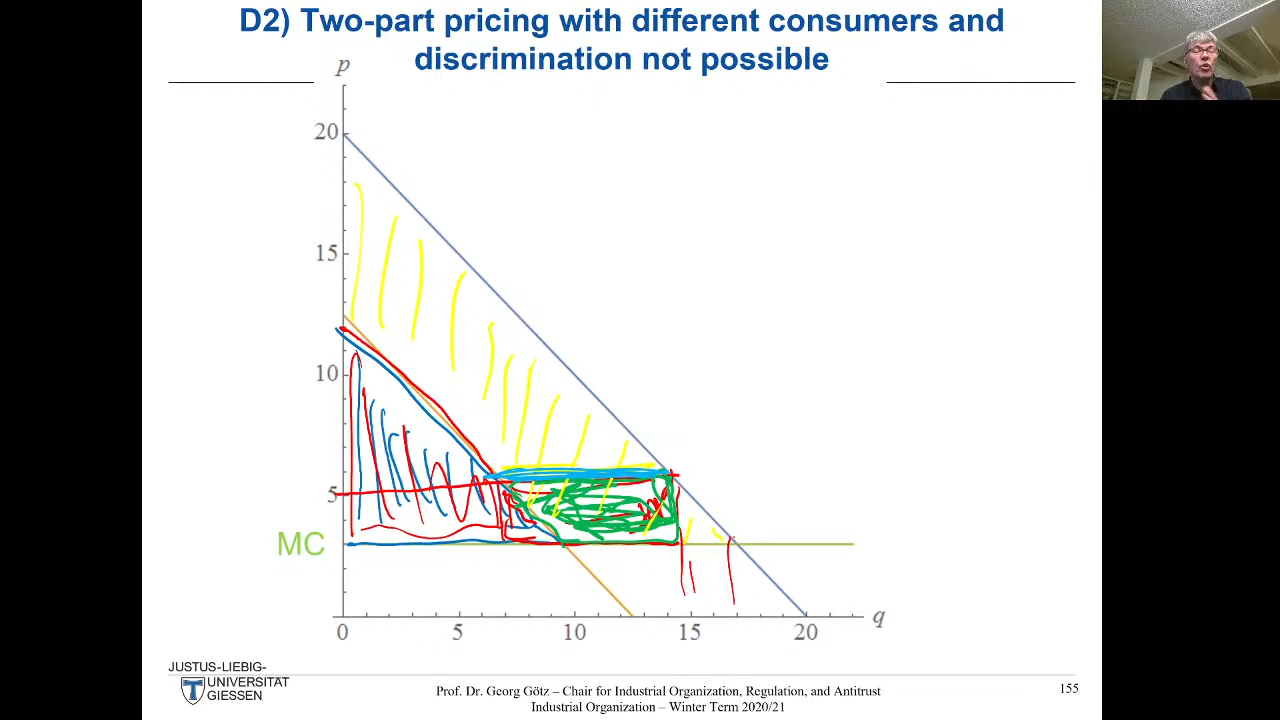 D2) Two-part pricing with different consumers and
discrimination not possible
p
20
15
10
5
MC
0 5 10 15 20 q
JUSTUS-LIEBIG-
UNIVERSITÄT
GIESSEN
Prof. Dr. Georg Götz – Chair for Industrial Organization, Regulation, and Antitrust
Industrial Organization – Winter Term 2020/21
155